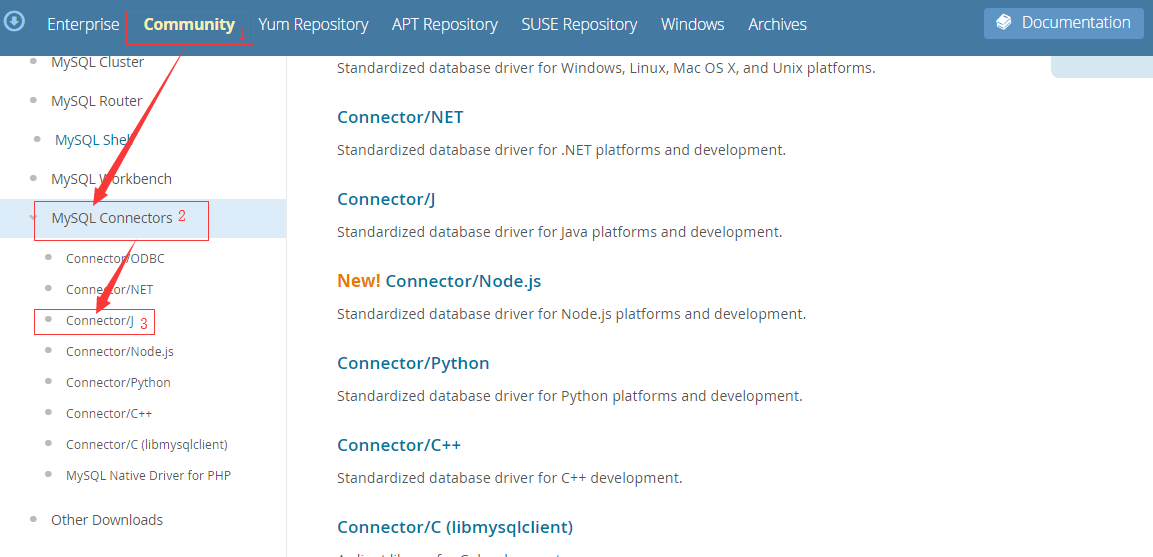 Enterprise Community 1 Yum Repository APT Repository SUSE Repository Windows Archives Documentation
MySQL Cluster
MySQL Router
MySQL Shell
MySQL Workbench
MySQL Connectors 2
Connector/ODBC
Connector/NET
Connector/J 3
Connector/Node.js
Connector/Python
Connector/C++
Connector/C (libmysqlclient)
MySQL Native Driver for PHP
Other Downloads
Standardized database driver for Windows, Linux, Mac OS X, and Unix platforms.
Connector/NET
Standardized database driver for .NET platforms and development.
Connector/J
Standardized database driver for Java platforms and development.
New! Connector/Node.js
Standardized database driver for Node.js platforms and development.
Connector/Python
Standardized database driver for Python platforms and development.
Connector/C++
Standardized database driver for C++ development.
Connector/C (libmysqlclient)